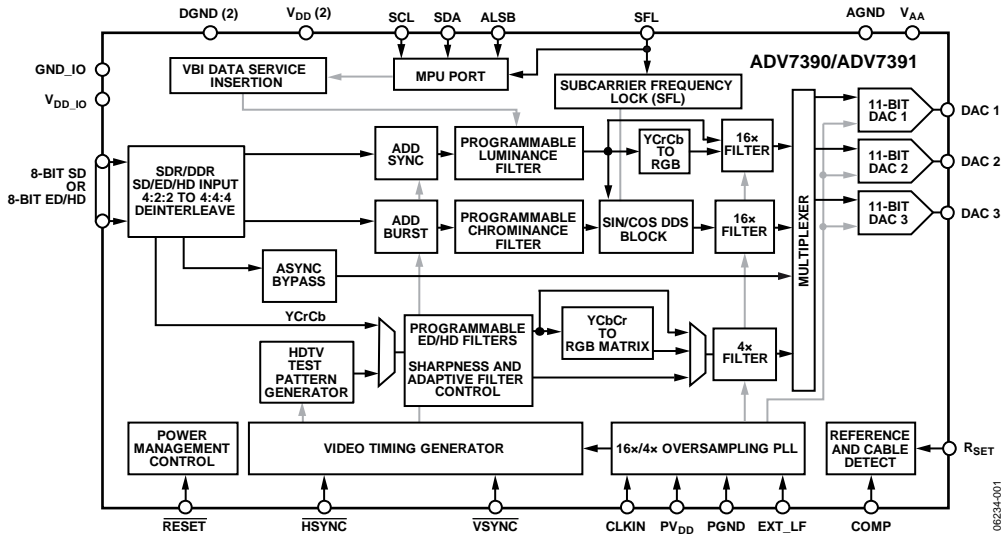 DGND (2)
VDD (2)
SCL
SDA
ALSB
SFL
AGND
VAA
GND_IO
VDD_IO
ADV7390/ADV7391
VBI DATA SERVICE
INSERTION
MPU PORT
SUBCARRIER FREQUENCY
LOCK (SFL)
8-BIT SD
OR
8-BIT ED/HD
SDR/DDR
SD/ED/HD INPUT
4:2:2 TO 4:4:4
DEINTERLEAVE
ADD
SYNC
PROGRAMMABLE
LUMINANCE
FILTER
YCrCb
TO
RGB
16×
FILTER
ADD
BURST
PROGRAMMABLE
CHROMINANCE
FILTER
SIN/COS DDS
BLOCK
16×
FILTER
MULTIPLEXER
11-BIT
DAC 1
DAC 1
11-BIT
DAC 2
DAC 2
11-BIT
DAC 3
DAC 3
ASYNC
BYPASS
YCrCb
HDTV
TEST
PATTERN
GENERATOR
PROGRAMMABLE
ED/HD FILTERS
SHARPNESS AND
ADAPTIVE FILTER
CONTROL
YCbCr
TO
RGB MATRIX
4×
FILTER
POWER
MANAGEMENT
CONTROL
VIDEO TIMING GENERATOR
16×/4× OVERSAMPLING PLL
REFERENCE
AND CABLE
DETECT
RSET
RESET
HSYNC
VSYNC
CLKIN
PVDD
PGND
EXT_LF
COMP
06234-001